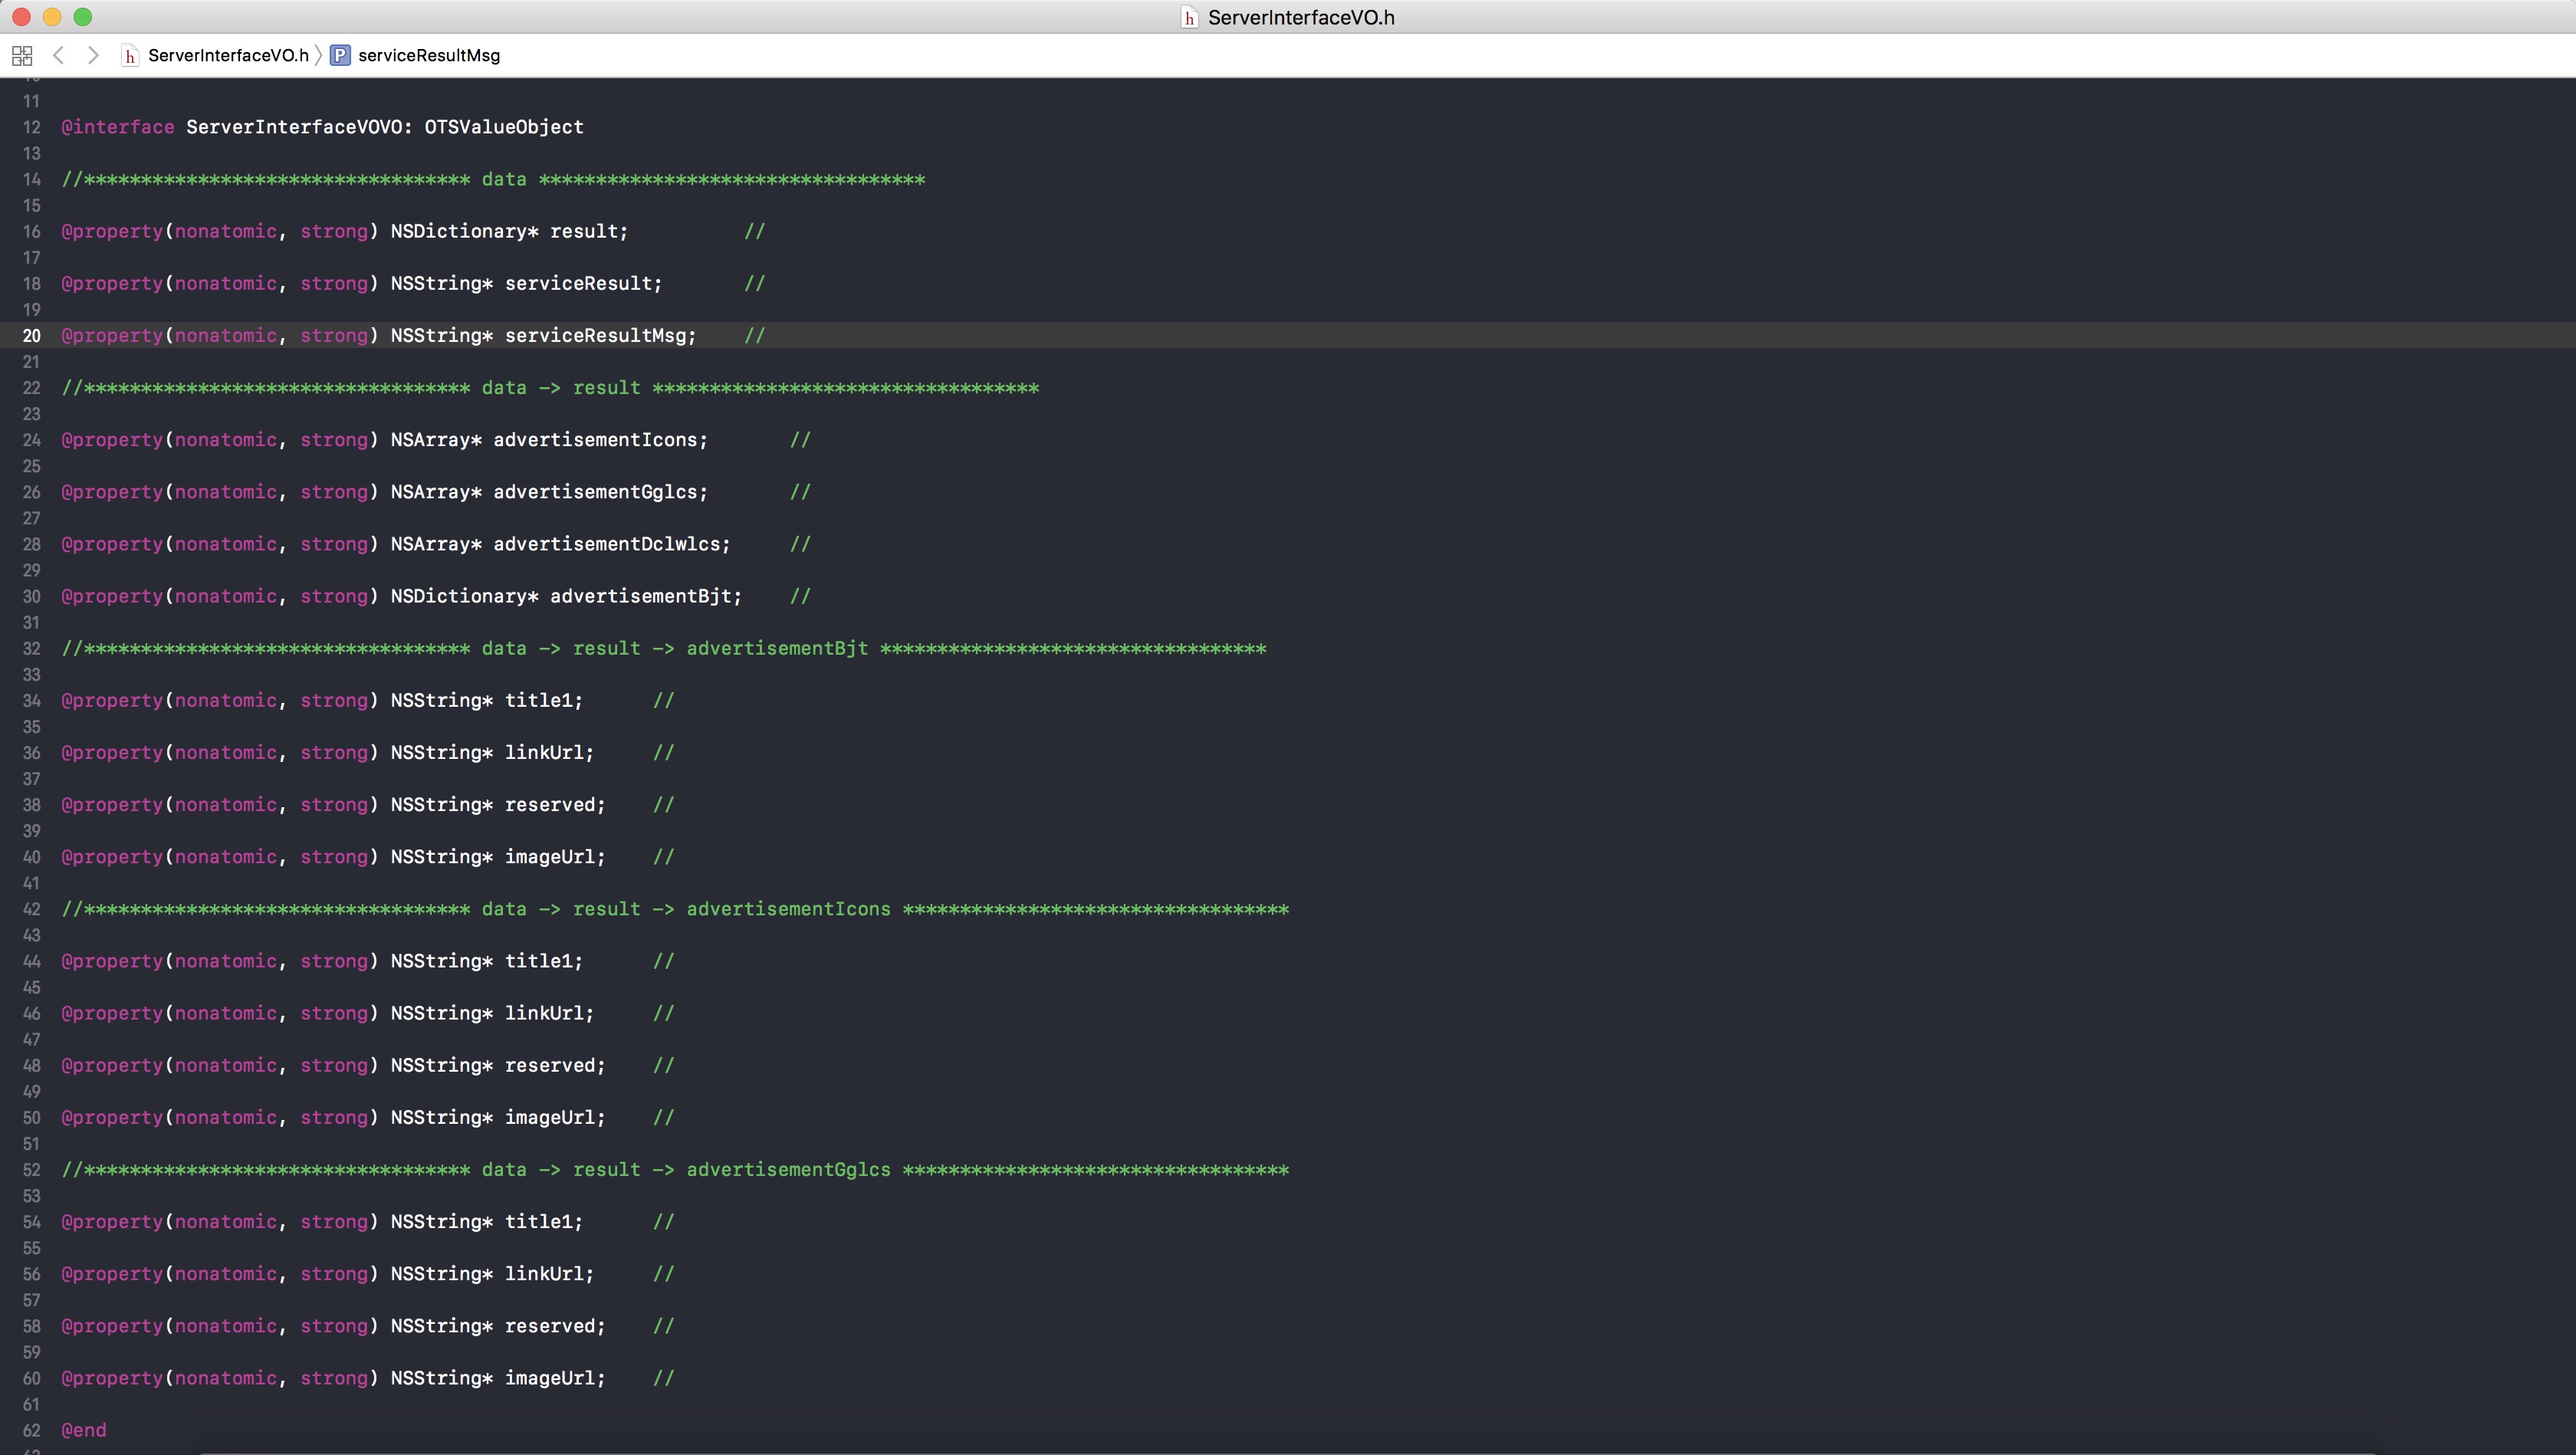 ServerInterfaceVO.h
ServerInterfaceVO.h 〉 P serviceResultMsg
11
12 @interface ServerInterfaceVOVO: OTSValueObject
13
14 //********************************** data **********************************
15
16 @property(nonatomic, strong) NSDictionary* result; //
17
18 @property(nonatomic, strong) NSString* serviceResult; //
19
20 @property(nonatomic, strong) NSString* serviceResultMsg; //
21
22 //********************************** data -> result **********************************
23
24 @property(nonatomic, strong) NSArray* advertisementIcons; //
25
26 @property(nonatomic, strong) NSArray* advertisementGglcs; //
27
28 @property(nonatomic, strong) NSArray* advertisementDclwlcs; //
29
30 @property(nonatomic, strong) NSDictionary* advertisementBjt; //
31
32 //********************************** data -> result -> advertisementBjt **********************************
33
34 @property(nonatomic, strong) NSString* title1; //
35
36 @property(nonatomic, strong) NSString* linkUrl; //
37
38 @property(nonatomic, strong) NSString* reserved; //
39
40 @property(nonatomic, strong) NSString* imageUrl; //
41
42 //********************************** data -> result -> advertisementIcons **********************************
43
44 @property(nonatomic, strong) NSString* title1; //
45
46 @property(nonatomic, strong) NSString* linkUrl; //
47
48 @property(nonatomic, strong) NSString* reserved; //
49
50 @property(nonatomic, strong) NSString* imageUrl; //
51
52 //********************************** data -> result -> advertisementGglcs **********************************
53
54 @property(nonatomic, strong) NSString* title1; //
55
56 @property(nonatomic, strong) NSString* linkUrl; //
57
58 @property(nonatomic, strong) NSString* reserved; //
59
60 @property(nonatomic, strong) NSString* imageUrl; //
61
62 @end